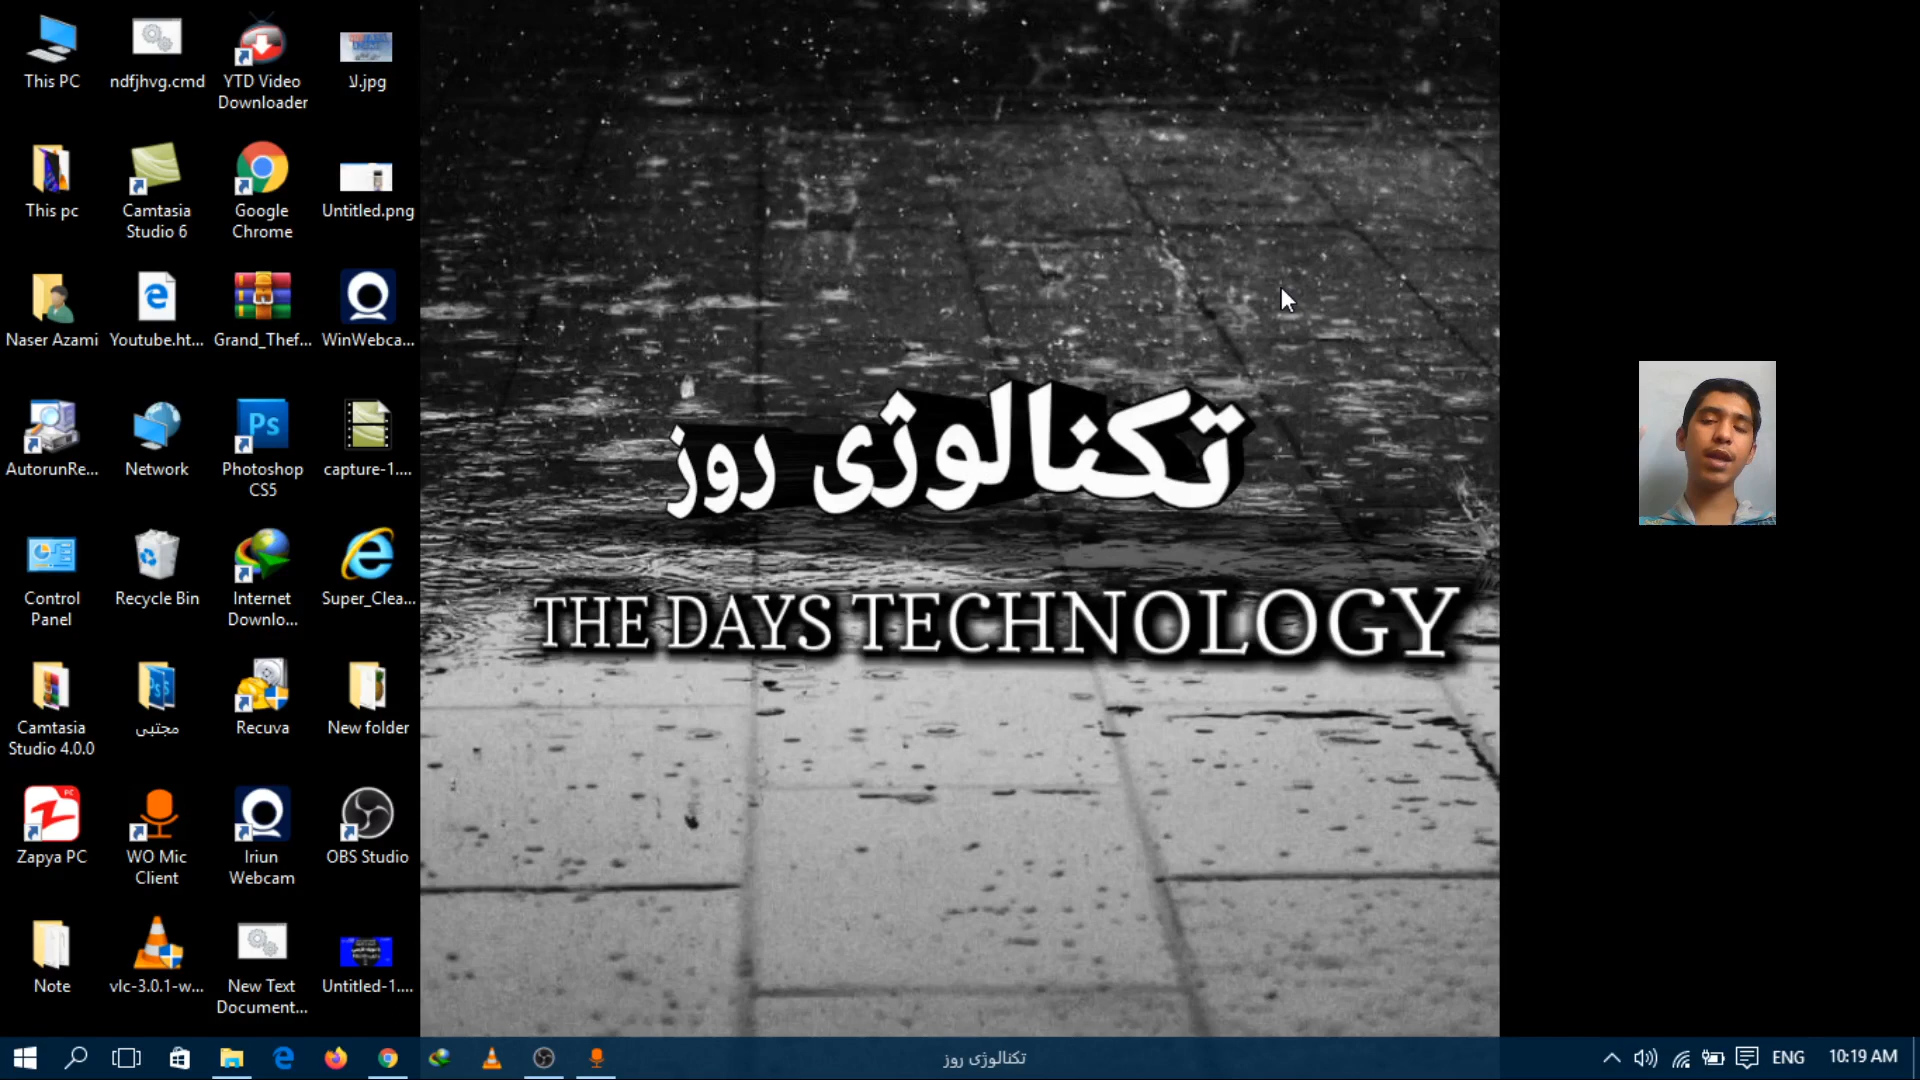 This PC
ndfjhvg.cmd
YTD Video
Downloader
لا.jpg
This pc
Camtasia
Studio 6
Google
Chrome
Untitled.png
Naser Azami
Youtube.ht...
Grand_Thef...
WinWebca...
AutorunRe...
Network
Ps
Photoshop
CS5
capture-1....
Control
Panel
Recycle Bin
Internet
Downlo...
Super_Clea...
Camtasia
Studio 4.0.0
مجتبی
Recuva
New folder
PC
Zapya PC
WO Mic
Client
Iriun
Webcam
OBS Studio
Note
vlc-3.0.1-w...
New Text
Document...
Untitled-1....
تکنالوژی روز
THE DAYS TECHNOLOGY
تکنالوژی روز
ENG
10:19 AM